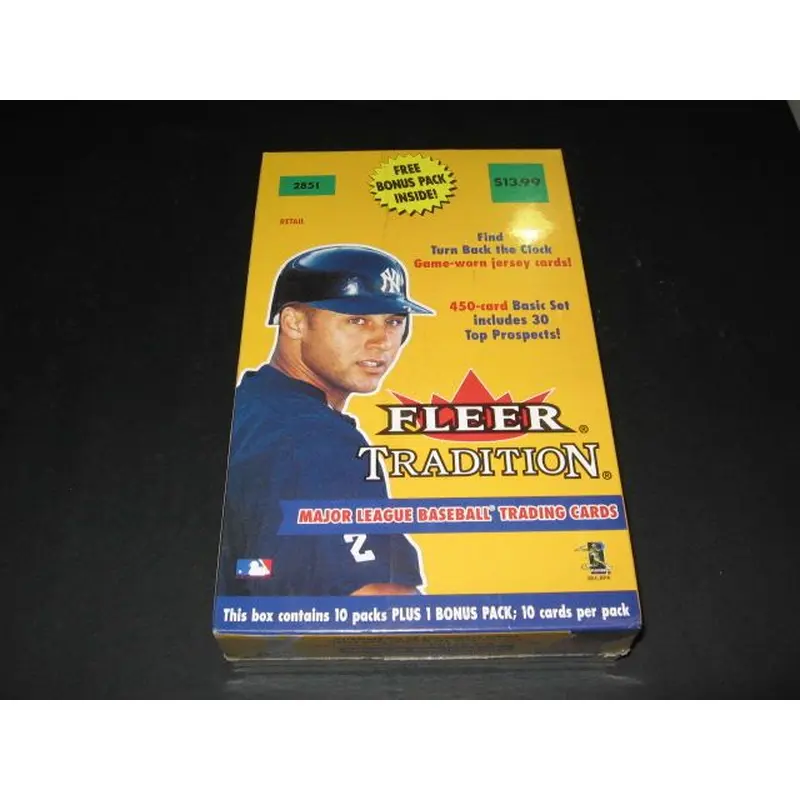 2851
FREE
BONUS PACK
INSIDE!
$13.99
RETAIL
Find
Turn Back the Clock
Game-worn jersey cards!
450-card Basic Set
includes 30
Top Prospects!
NY
FLEER®
TRADITION®
MAJOR LEAGUE BASEBALL® TRADING CARDS
2
This box contains 10 packs PLUS 1 BONUS PACK; 10 cards per pack